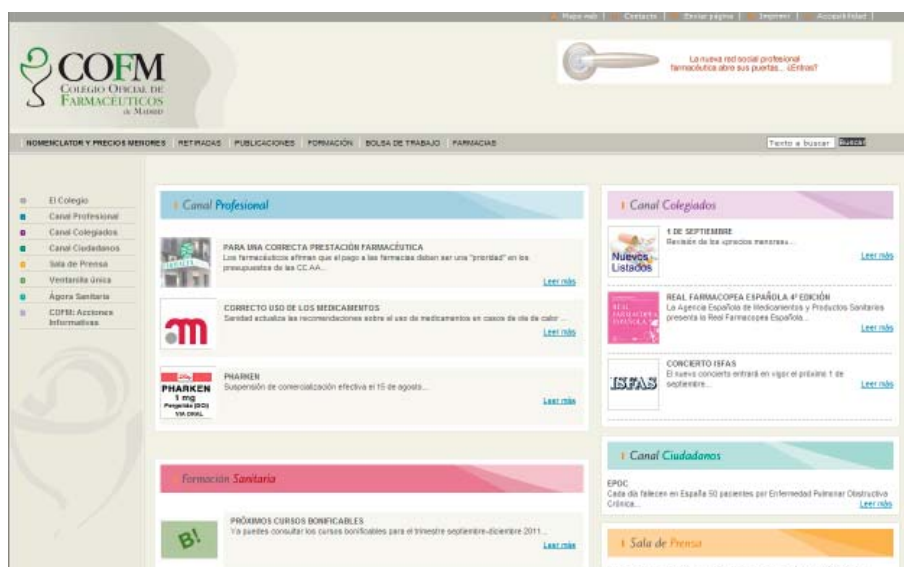 Mapa web | Contacto | Enviar página | Imprimir | Accesibilidad |
COFM
COLEGIO OFICIAL DE
FARMACÉUTICOS
de MADRID
La nueva red social profesional
farmacéutica abre sus puertas... ¿Entras?
NOMENCLATOR Y PRECIOS MENORES | RETIRADAS | PUBLICACIONES | FORMACIÓN | BOLSA DE TRABAJO | FARMACIAS
Texto a buscar Buscar
El Colegio
Canal Profesional
Canal Colegiados
Canal Ciudadanos
Sala de Prensa
Ventanilla única
Ágora Sanitaria
COFM: Acciones
Informativas
Canal Profesional
PARA UNA CORRECTA PRESTACIÓN FARMACÉUTICA
Los farmacéuticos afirman que el pago a las farmacias deben ser una "prioridad" en los
presupuestos de las CC.AA...
Leer más
CORRECTO USO DE LOS MEDICAMENTOS
Sanidad actualiza las recomendaciones sobre el uso de medicamentos en casos de ola de calor ...
Leer más
PHARKEN
1 mg
Pergolida (DCI)
VIA ORAL
PHARKEN
Suspensión de comercialización efectiva el 15 de agosto...
Leer más
Formación Sanitaria
B!
PRÓXIMOS CURSOS BONIFICABLES
Ya puedes consultar los cursos bonificables para el trimestre septiembre-diciembre 2011...
Leer más
Canal Colegiados
Nuevos
Listados
1 DE SEPTIEMBRE
Revisión de los «precios menores»...
Leer más
REAL
FARMACOPEA
ESPAÑOLA
REAL FARMACOPEA ESPAÑOLA 4ª EDICIÓN
La Agencia Española de Medicamentos y Productos Sanitarios
presenta la Real Farmacopea Española...
Leer más
ISFAS
CONCIERTO ISFAS
El nuevo concierto entrará en vigor el próximo 1 de
septiembre...
Leer más
Canal Ciudadanos
EPOC
Cada día fallecen en España 50 pacientes por Enfermedad Pulmonar Obstructiva
Crónica...
Leer más
Sala de Prensa